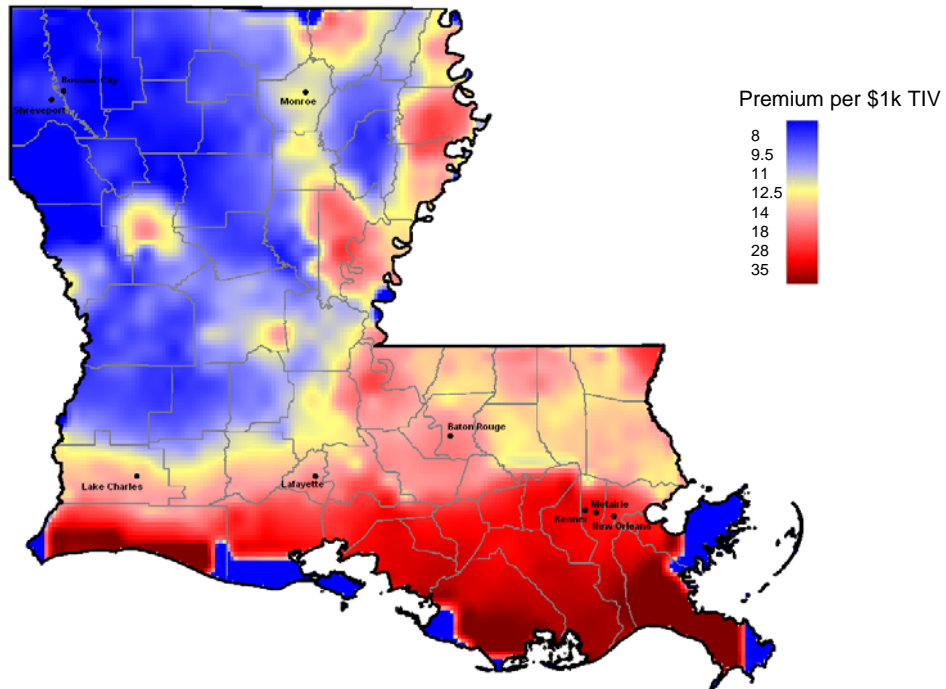 Bossier City
Shreveport
Monroe
Premium per $1k TIV
8
9.5
11
12.5
14
18
28
35
Baton Rouge
Lake Charles
Lafayette
Metairie
Kenner
New Orleans